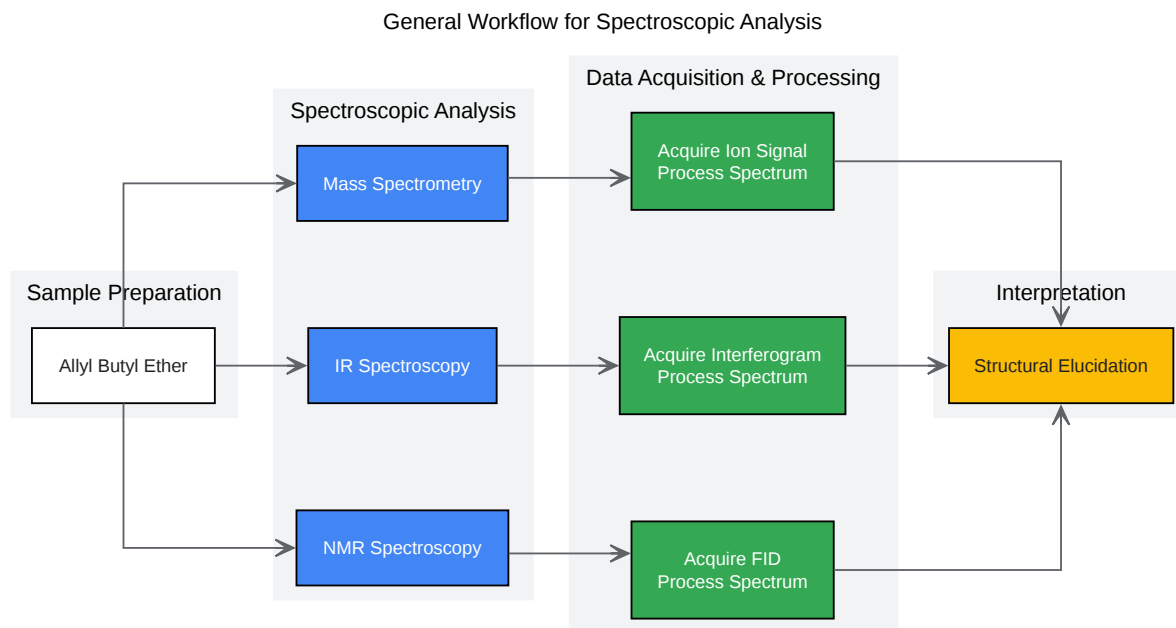 General Workflow for Spectroscopic Analysis
Sample Preparation
Allyl Butyl Ether
Spectroscopic Analysis
Mass Spectrometry
IR Spectroscopy
NMR Spectroscopy
Data Acquisition & Processing
Acquire Ion Signal
Process Spectrum
Acquire Interferogram
Process Spectrum
Acquire FID
Process Spectrum
Interpretation
Structural Elucidation